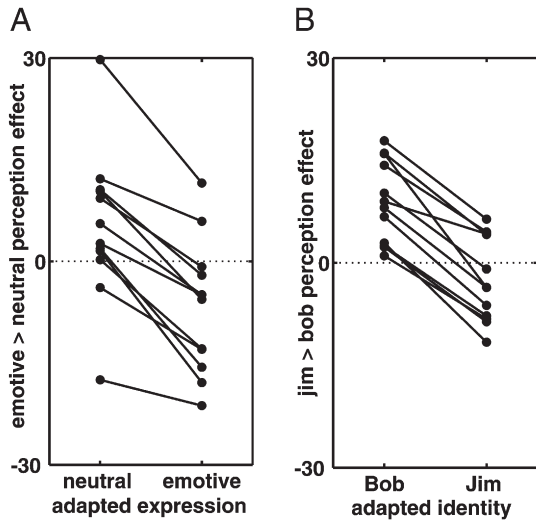 A
30
0
-30
emotive > neutral perception effect
neutral emotive
adapted expression
B
30
0
-30
jim > bob perception effect
Bob Jim
adapted identity